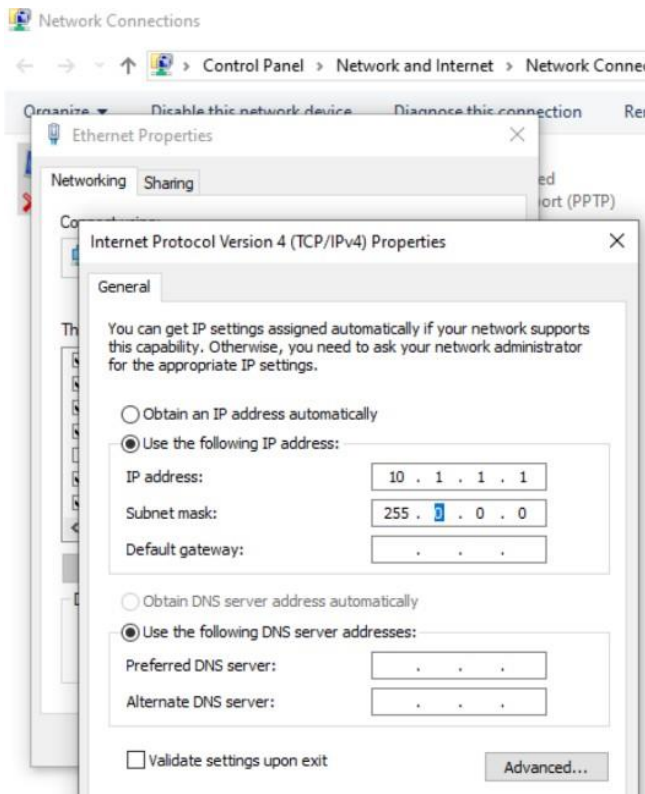 Network Connections
Control Panel > Network and Internet > Network Conne
Organize Disable this network device Diagnose this connection Re
Ethernet Properties
ed
ort (PPTP)
Networking Sharing
Internet Protocol Version 4 (TCP/IPv4) Properties
General
Th
You can get IP settings assigned automatically if your network supports
this capability. Otherwise, you need to ask your network administrator
for the appropriate IP settings.
Obtain an IP address automatically
Use the following IP address:
IP address: 10 . 1 . 1 . 1
Subnet mask: 255 . 0 . 0 . 0
Default gateway: . . .
Obtain DNS server address automatically
Use the following DNS server addresses:
Preferred DNS server: . . .
Alternate DNS server: . . .
Validate settings upon exit
Advanced...